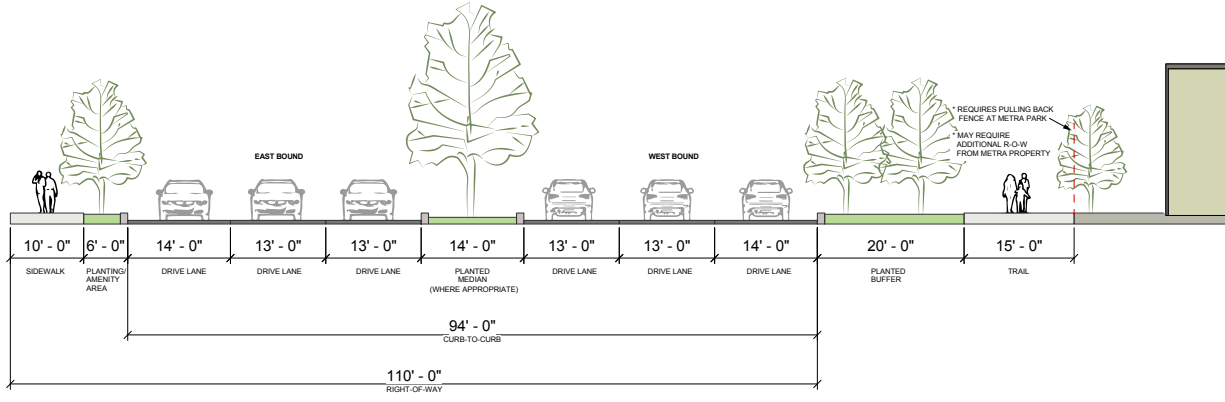 * REQUIRES PULLING BACK
FENCE AT METRA PARK
* MAY REQUIRE
ADDITIONAL R-O-W
FROM METRA PROPERTY
EAST BOUND
WEST BOUND
10' - 0"
6' - 0"
14' - 0"
13' - 0"
13' - 0"
14' - 0"
13' - 0"
13' - 0"
14' - 0"
20' - 0"
15' - 0"
SIDEWALK
PLANTING/
AMENITY
AREA
DRIVE LANE
DRIVE LANE
DRIVE LANE
PLANTED
MEDIAN
(WHERE APPROPRIATE)
DRIVE LANE
DRIVE LANE
DRIVE LANE
PLANTED
BUFFER
TRAIL
94' - 0"
CURB-TO-CURB
110' - 0"
RIGHT-OF-WAY